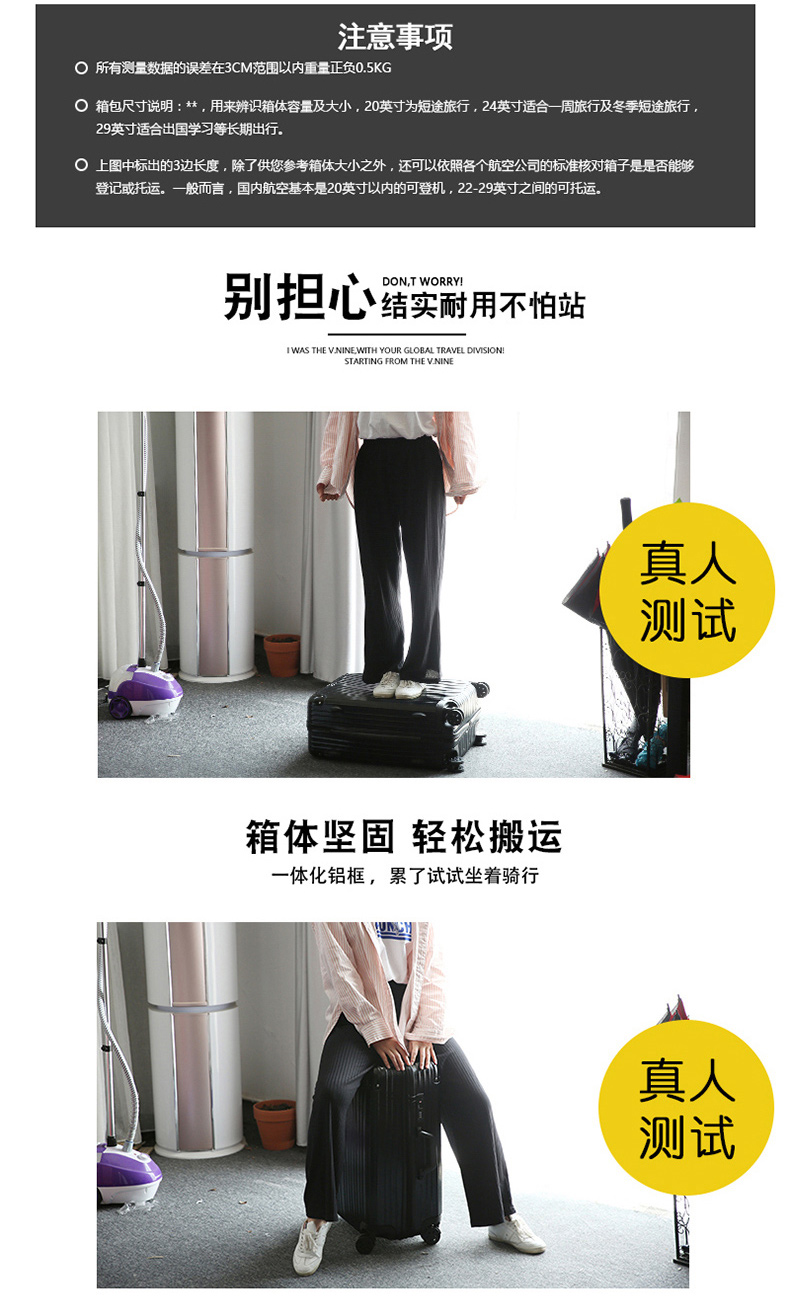 注意事项
所有测量数据的误差在3CM范围以内重量正负0.5KG
箱包尺寸说明：**，用来辨识箱体容量及大小，20英寸为短途旅行，24英寸适合一周旅行及冬季短途旅行，
29英寸适合出国学习等长期出行。
上图中标出的3边长度，除了供您参考箱体大小之外，还可以依照各个航空公司的标准核对箱子是是否能够
登记或托运。一般而言，国内航空基本是20英寸以内的可登机，22-29英寸之间的可托运。
别担心 DON,T WORRY!
结实耐用不怕站
I WAS THE V.NINE,WITH YOUR GLOBAL TRAVEL DIVISION!
STARTING FROM THE V.NINE
真人
测试
箱体坚固 轻松搬运
一体化铝框，累了试试坐着骑行
真人
测试